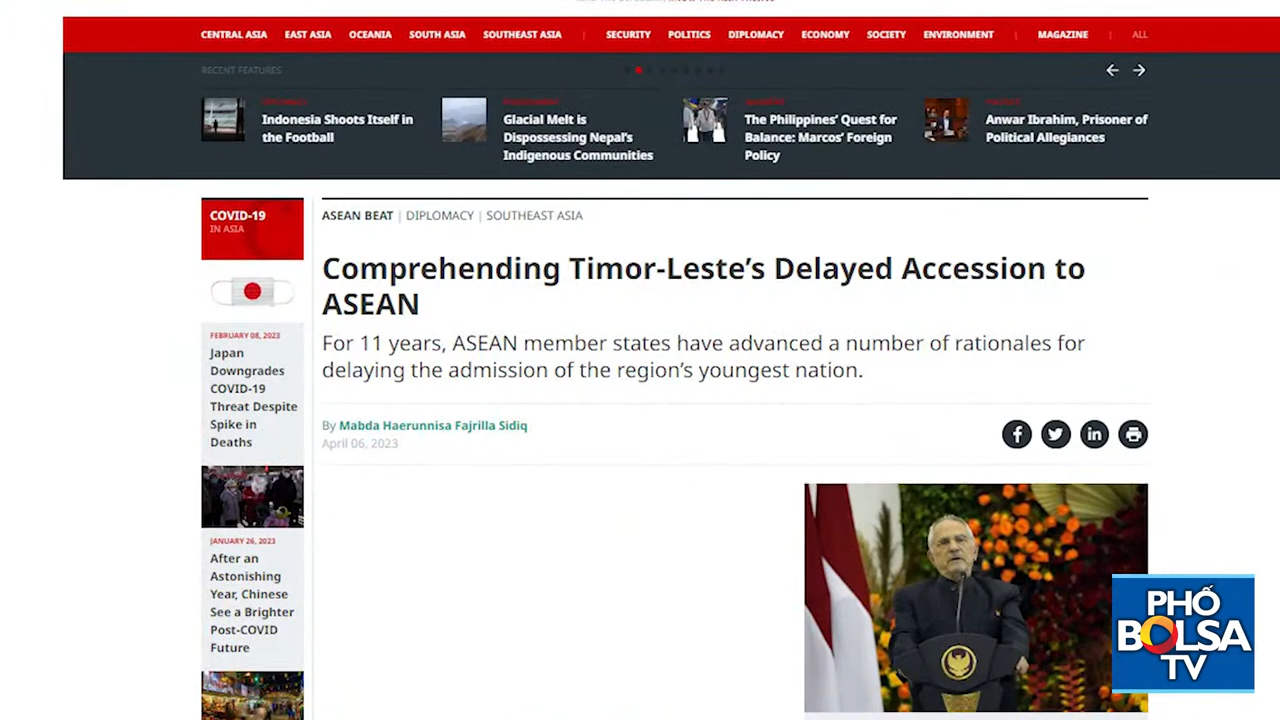 CENTRAL ASIA EAST ASIA OCEANIA SOUTH ASIA SOUTHEAST ASIA | SECURITY POLITICS DIPLOMACY ECONOMY SOCIETY ENVIRONMENT | MAGAZINE | ALL
RECENT FEATURES
Indonesia Shoots Itself in
the Football
Glacial Melt is
Dispossessing Nepal’s
Indigenous Communities
The Philippines’ Quest for
Balance: Marcos’ Foreign
Policy
Anwar Ibrahim, Prisoner of
Political Allegiances
COVID-19
IN ASIA
FEBRUARY 08, 2023
Japan
Downgrades
COVID-19
Threat Despite
Spike in
Deaths
JANUARY 26, 2023
After an
Astonishing
Year, Chinese
See a Brighter
Post-COVID
Future
ASEAN BEAT | DIPLOMACY | SOUTHEAST ASIA
Comprehending Timor-Leste’s Delayed Accession to
ASEAN
For 11 years, ASEAN member states have advanced a number of rationales for
delaying the admission of the region’s youngest nation.
By Mabda Haerunnisa Fajrilla Sidiq
April 06, 2023
PHỐ
BOLSA
TV